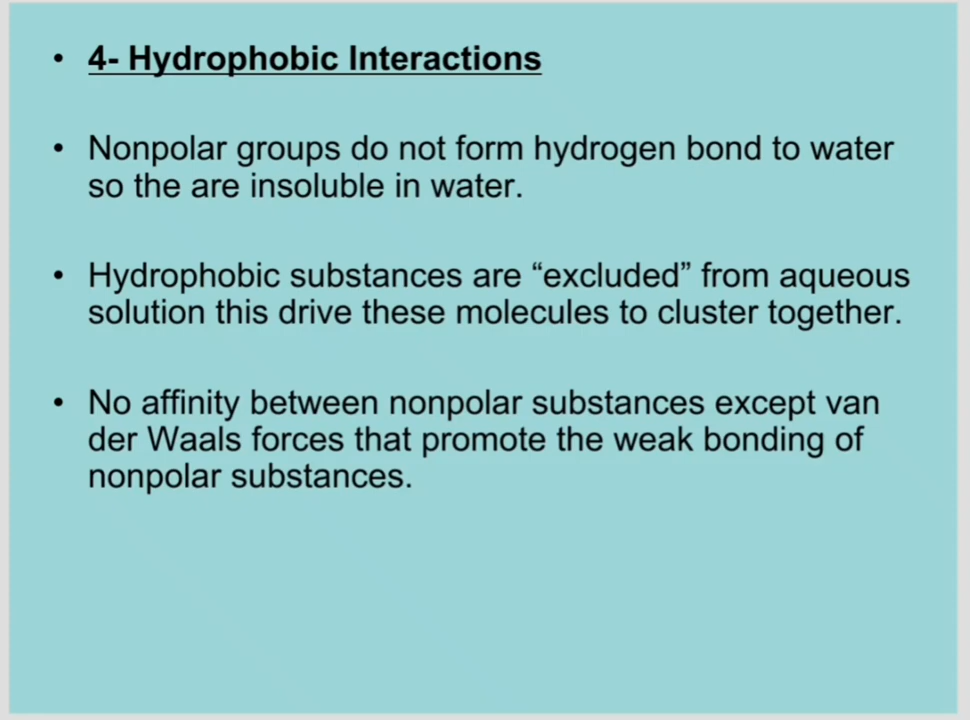 • 4- Hydrophobic Interactions
• Nonpolar groups do not form hydrogen bond to water
so the are insoluble in water.
• Hydrophobic substances are “excluded” from aqueous
solution this drive these molecules to cluster together.
• No affinity between nonpolar substances except van
der Waals forces that promote the weak bonding of
nonpolar substances.